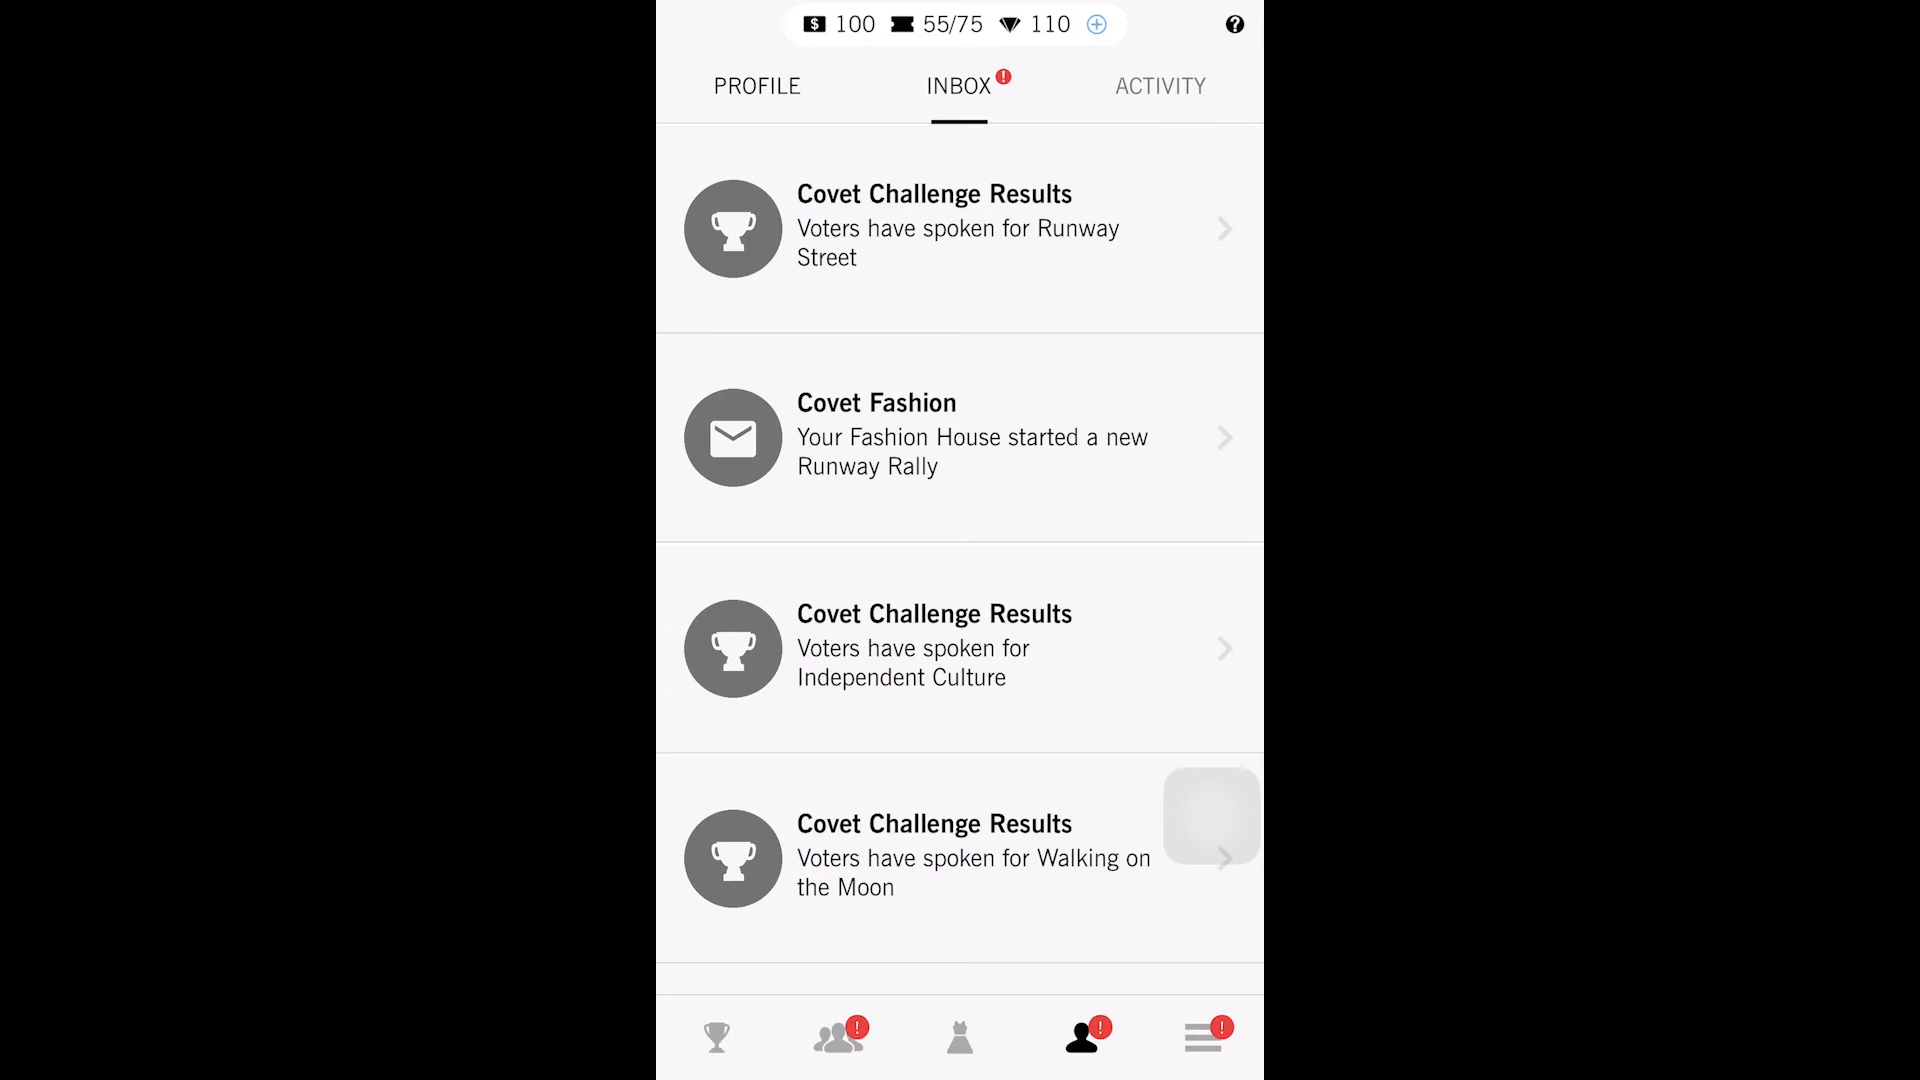 100 55/75 110
PROFILE INBOX ACTIVITY
Covet Challenge Results
Voters have spoken for Runway
Street
Covet Fashion
Your Fashion House started a new
Runway Rally
Covet Challenge Results
Voters have spoken for
Independent Culture
Covet Challenge Results
Voters have spoken for Walking on
the Moon